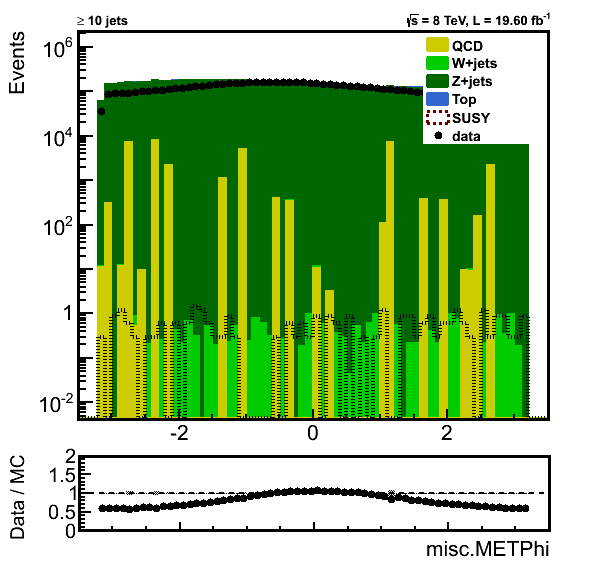 ≥ 10 jets
√s = 8 TeV, L = 19.60 fb⁻¹
Events
10⁶
10⁴
10²
1
10⁻²
QCD
W+jets
Z+jets
Top
SUSY
data
-2 0 2
Data / MC
2
1.5
1
0.5
0
misc.METPhi